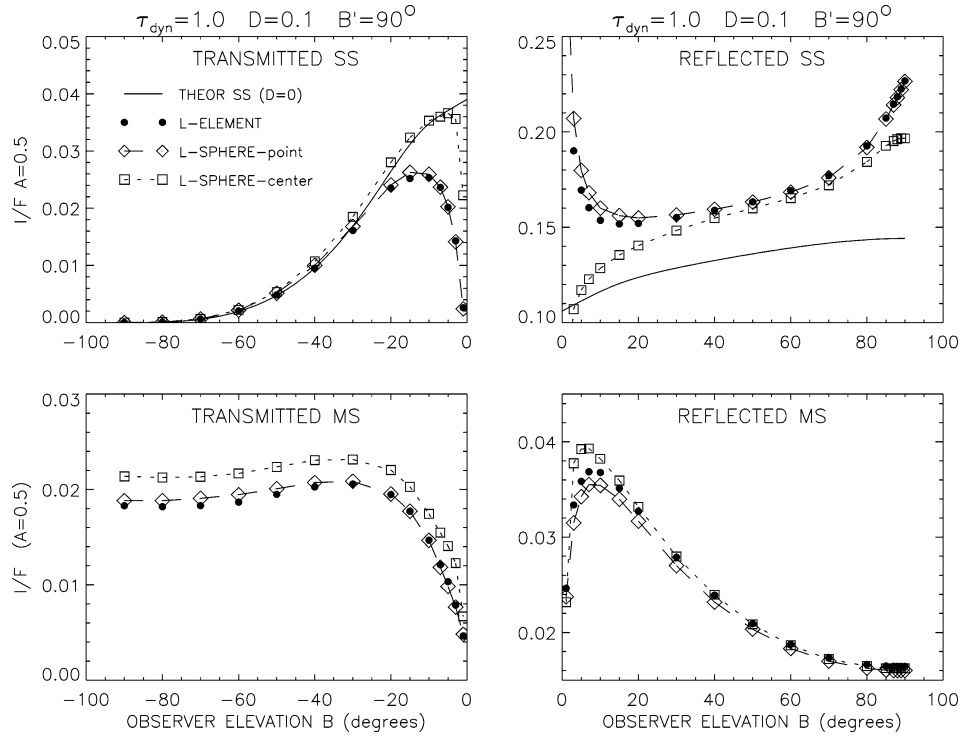 τdyn=1.0 D=0.1 B'=90°
τdyn=1.0 D=0.1 B'=90°
TRANSMITTED SS
THEOR SS (D=0)
L-ELEMENT
L-SPHERE-point
L-SPHERE-center
I/F A=0.5
0.05
0.04
0.03
0.02
0.01
0.00
-100 -80 -60 -40 -20 0
REFLECTED SS
0.25
0.20
0.15
0.10
0 20 40 60 80 100
TRANSMITTED MS
I/F (A=0.5)
0.03
0.02
0.01
0.00
-100 -80 -60 -40 -20 0
OBSERVER ELEVATION B (degrees)
REFLECTED MS
0.04
0.03
0.02
0 20 40 60 80 100
OBSERVER ELEVATION B (degrees)